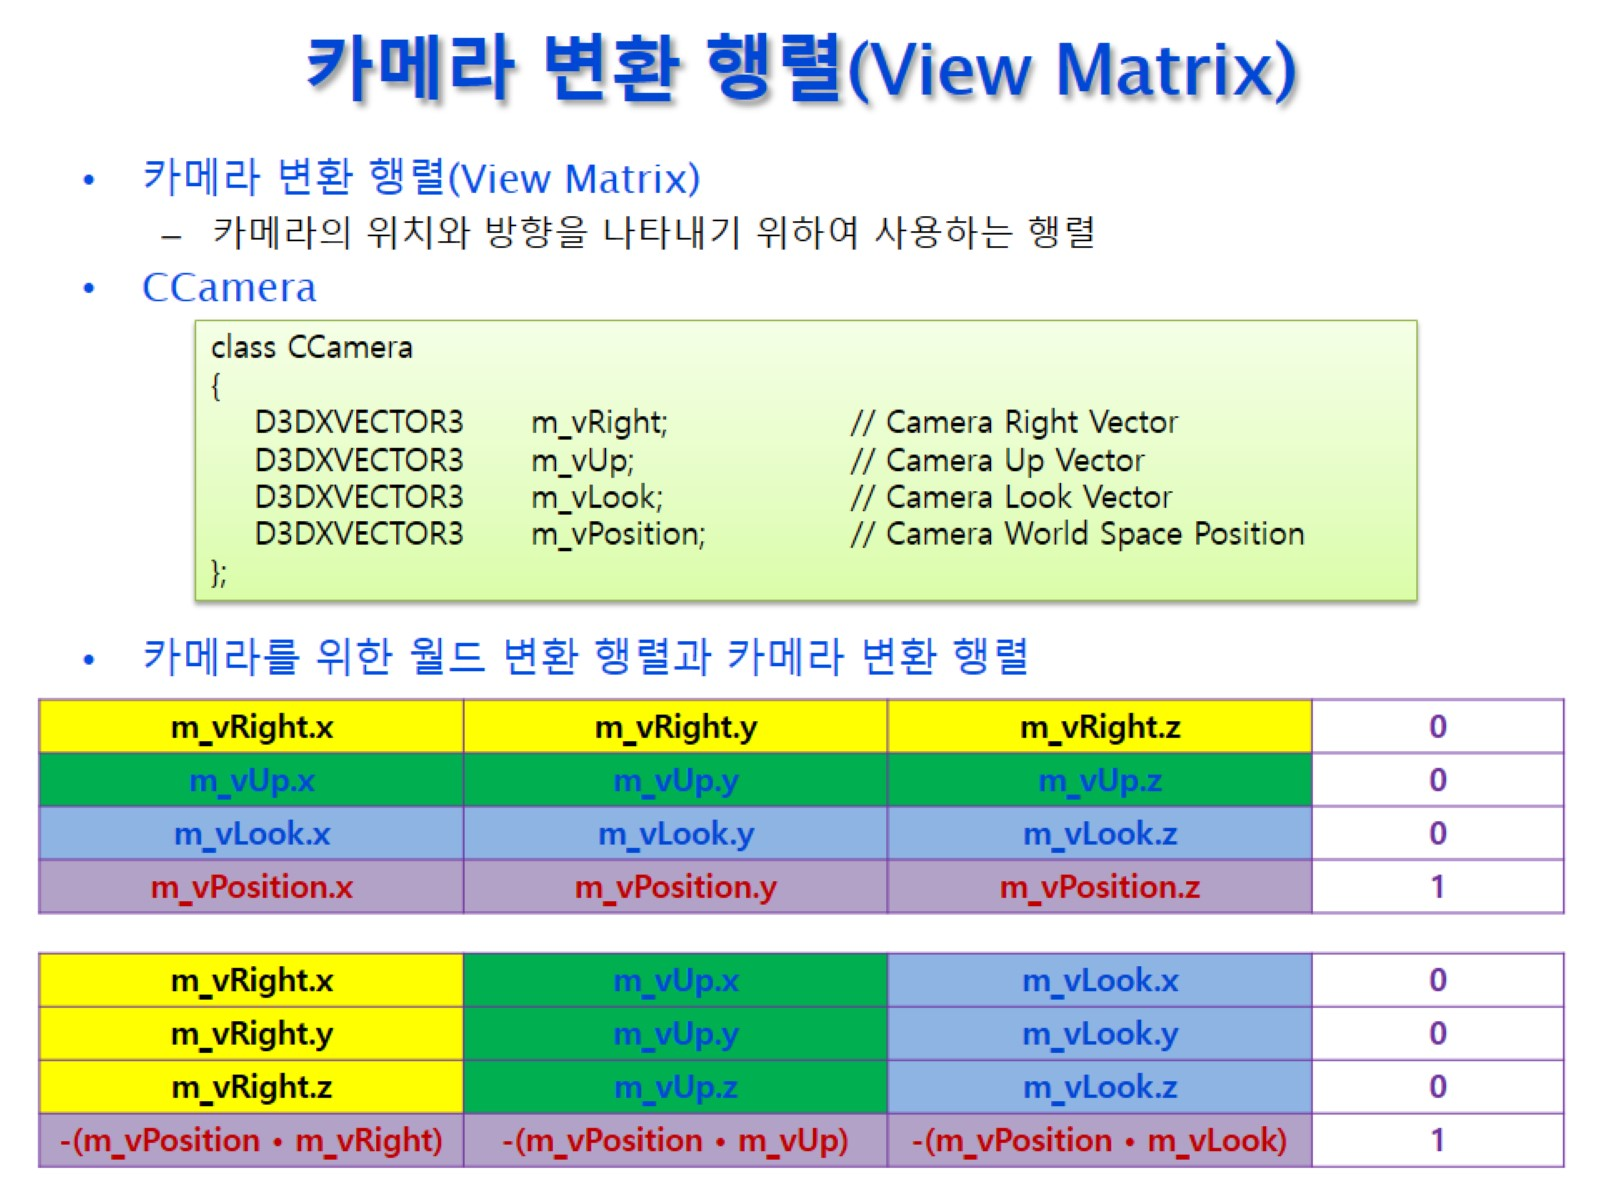 카메라 변환 행렬(View Matrix)
• 카메라 변환 행렬(View Matrix)
– 카메라의 위치와 방향을 나타내기 위하여 사용하는 행렬
• CCamera
class CCamera
{
D3DXVECTOR3 m_vRight; // Camera Right Vector
D3DXVECTOR3 m_vUp; // Camera Up Vector
D3DXVECTOR3 m_vLook; // Camera Look Vector
D3DXVECTOR3 m_vPosition; // Camera World Space Position
};
• 카메라를 위한 월드 변환 행렬과 카메라 변환 행렬
m_vRight.x m_vRight.y m_vRight.z 0
m_vUp.x m_vUp.y m_vUp.z 0
m_vLook.x m_vLook.y m_vLook.z 0
m_vPosition.x m_vPosition.y m_vPosition.z 1
m_vRight.x m_vUp.x m_vLook.x 0
m_vRight.y m_vUp.y m_vLook.y 0
m_vRight.z m_vUp.z m_vLook.z 0
-(m_vPosition • m_vRight) -(m_vPosition • m_vUp) -(m_vPosition • m_vLook) 1